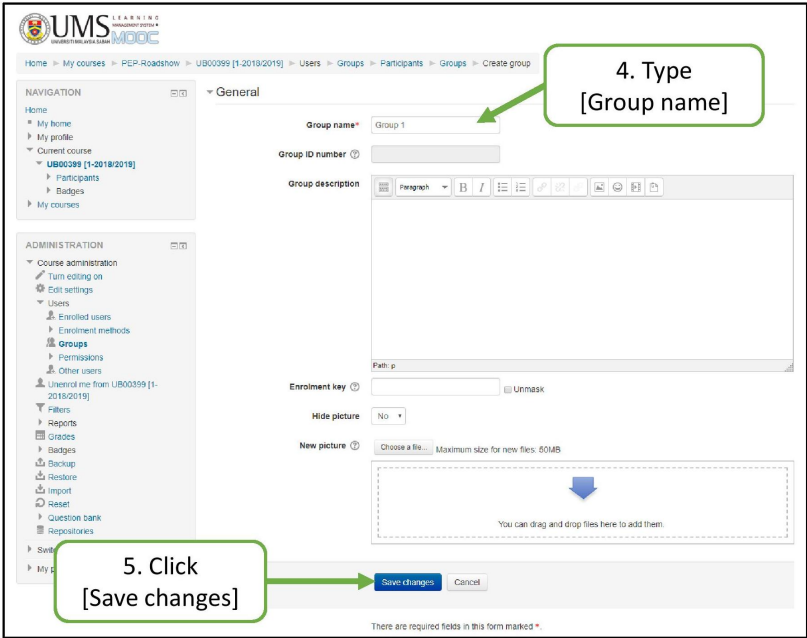 UMS LEARNING
MANAGEMENT SYSTEM
UNIVERSITI MALAYSIA SABAH MOOC
Home ► My courses ► PEP-Roadshow ► UB00399 [1-2018/2019] ► Users ► Groups ► Participants ► Groups ► Create group
4. Type
[Group name]
NAVIGATION
Home
My home
My profile
Current course
UB00399 [1-2018/2019]
Participants
Badges
My courses
ADMINISTRATION
Course administration
Turn editing on
Edit settings
Users
Enrolled users
Enrolment methods
Groups
Permissions
Other users
Unenrol me from UB00399 [1-
2018/2019]
Filters
Reports
Grades
Badges
Backup
Restore
Import
Reset
Question bank
Repositories
General
Group name* Group 1
Group ID number
Group description Paragraph B I
Path: p
Enrolment key Unmask
Hide picture No
New picture Choose a file... Maximum size for new files: 50MB
You can drag and drop files here to add them.
5. Click
[Save changes]
Save changes Cancel
There are required fields in this form marked *.